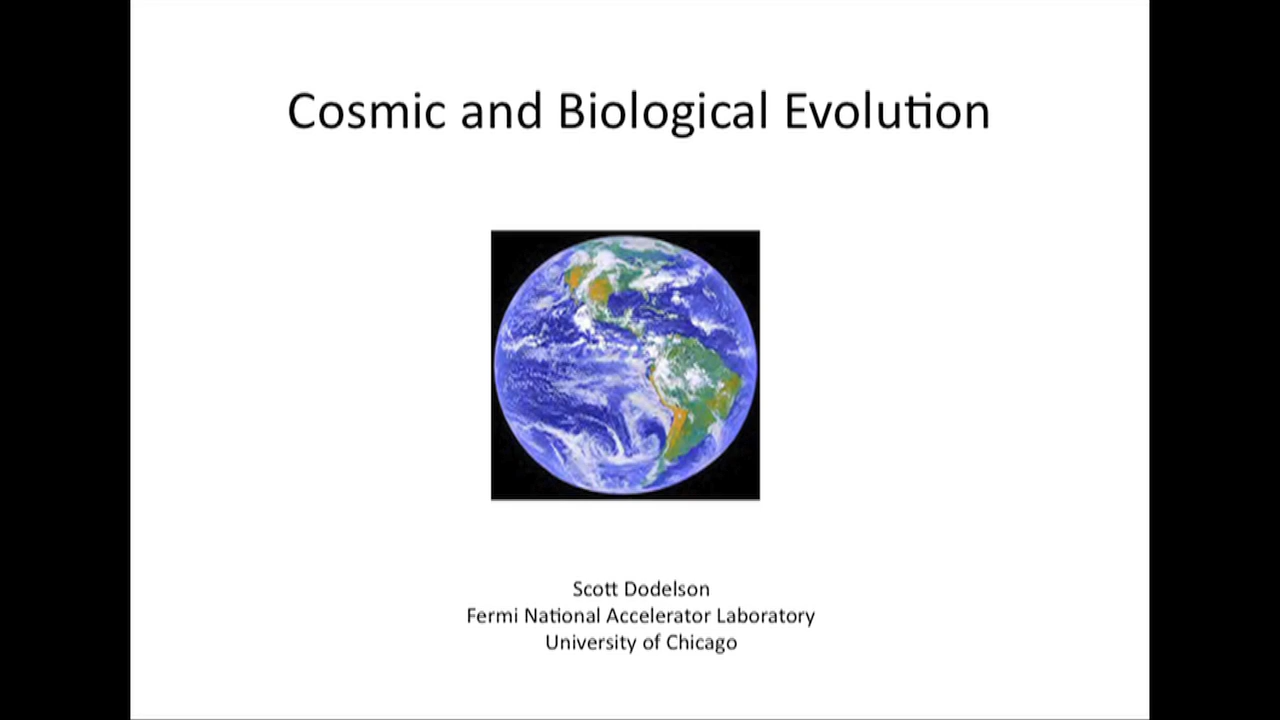 Cosmic and Biological Evolution
Scott Dodelson
Fermi National Accelerator Laboratory
University of Chicago